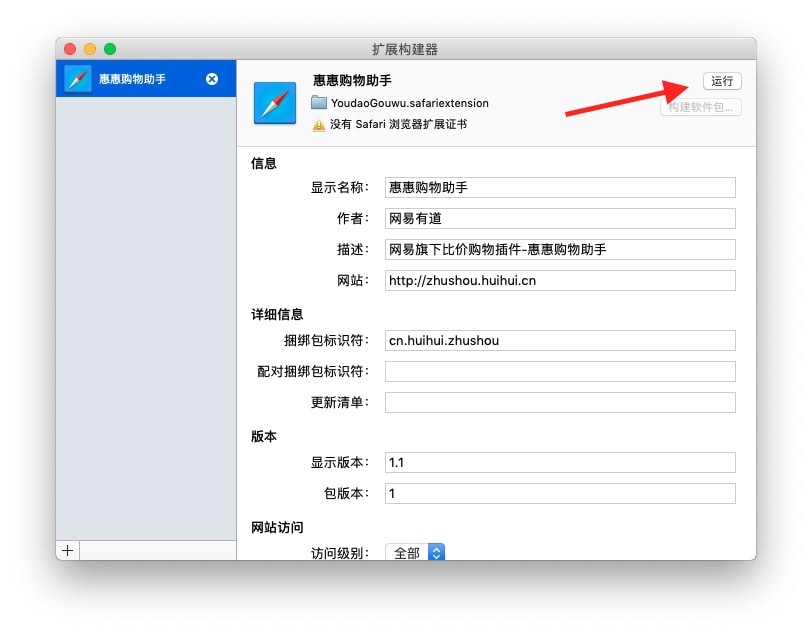 扩展构建器
惠惠购物助手
惠惠购物助手
运行
YoudaoGouwu.safariextension
构建软件包...
没有 Safari 浏览器扩展证书
信息
显示名称： 惠惠购物助手
作者： 网易有道
描述： 网易旗下比价购物插件-惠惠购物助手
网站： http://zhushou.huihui.cn
详细信息
捆绑包标识符： cn.huihui.zhushou
配对捆绑包标识符：
更新清单：
版本
显示版本： 1.1
包版本： 1
网站访问
访问级别： 全部